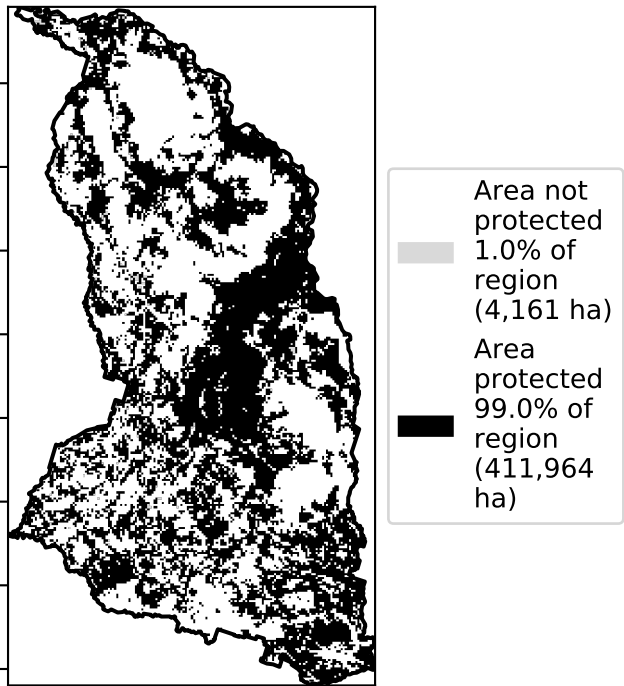 Area not
protected
1.0% of
region
(4,161 ha)
Area
protected
99.0% of
region
(411,964
ha)